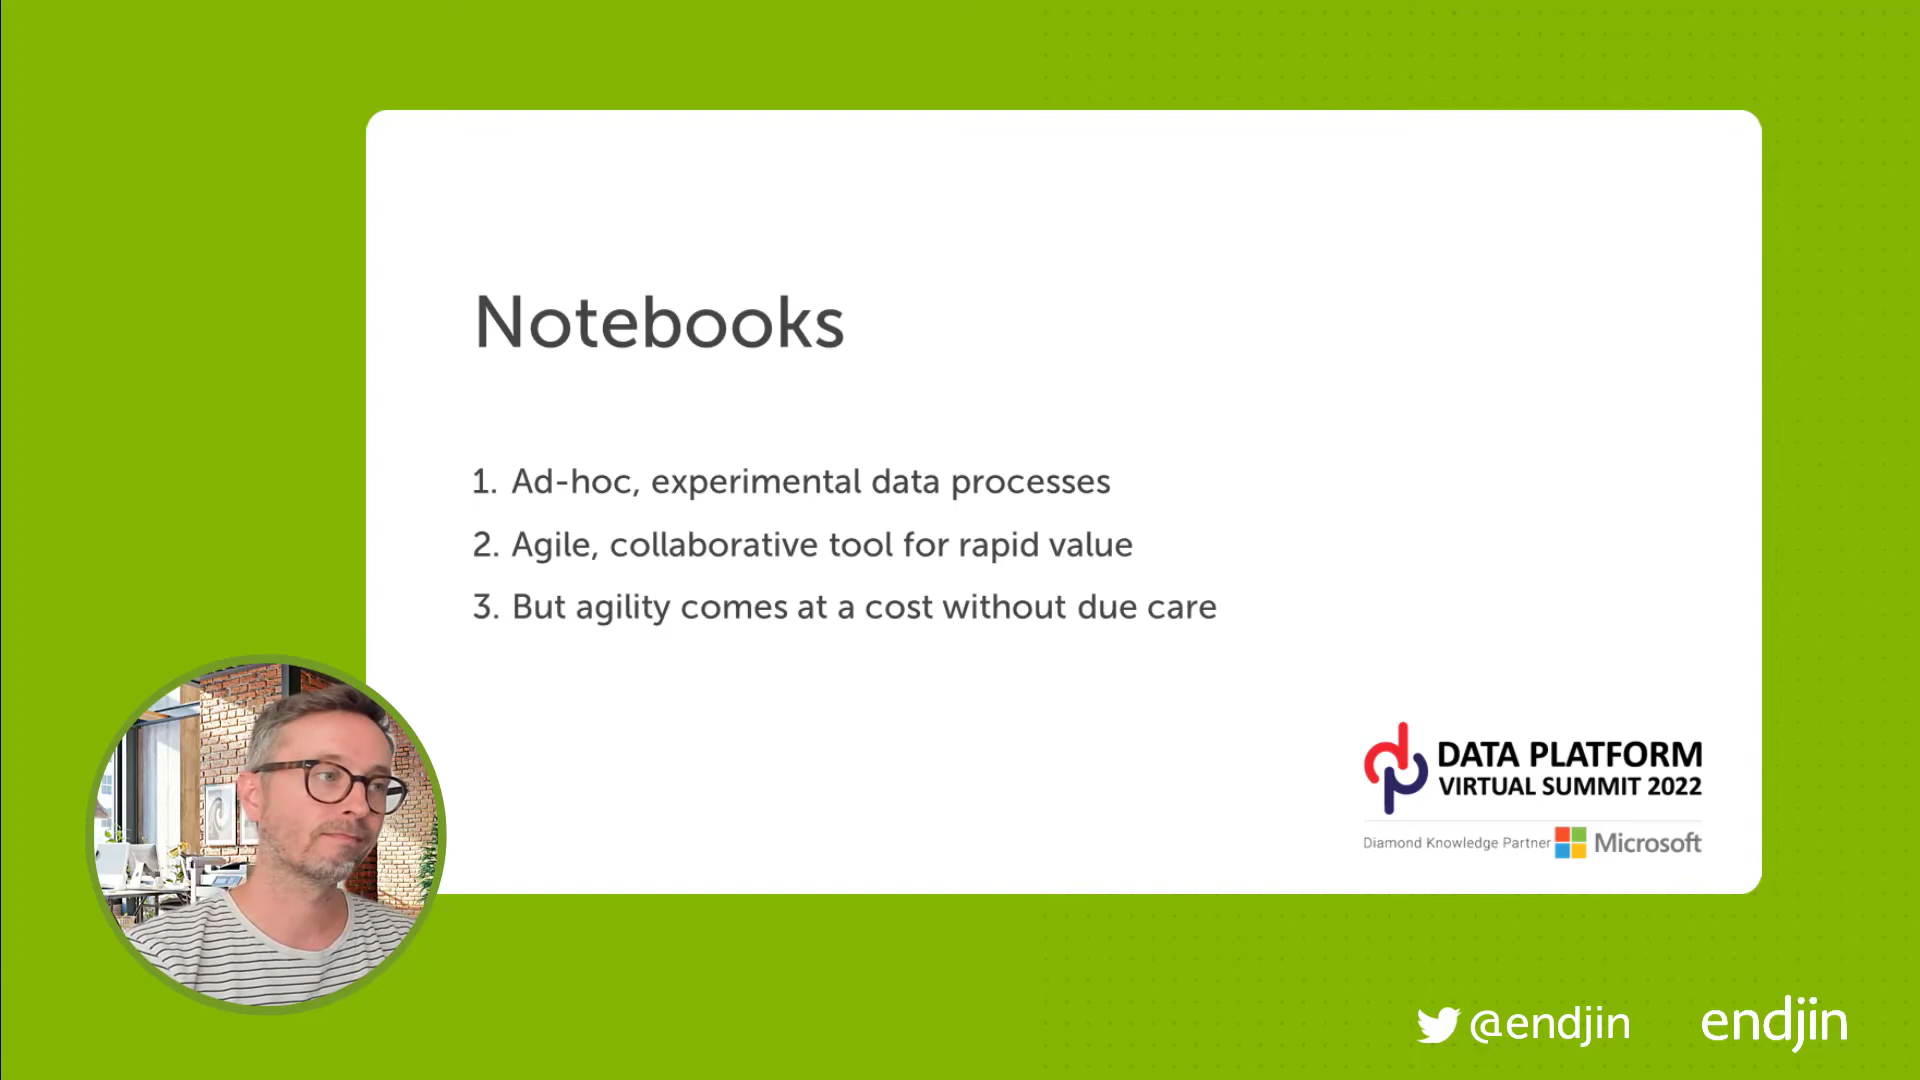 Notebooks
1. Ad-hoc, experimental data processes
2. Agile, collaborative tool for rapid value
3. But agility comes at a cost without due care
DATA PLATFORM
VIRTUAL SUMMIT 2022
Diamond Knowledge Partner Microsoft
@endjin endjin